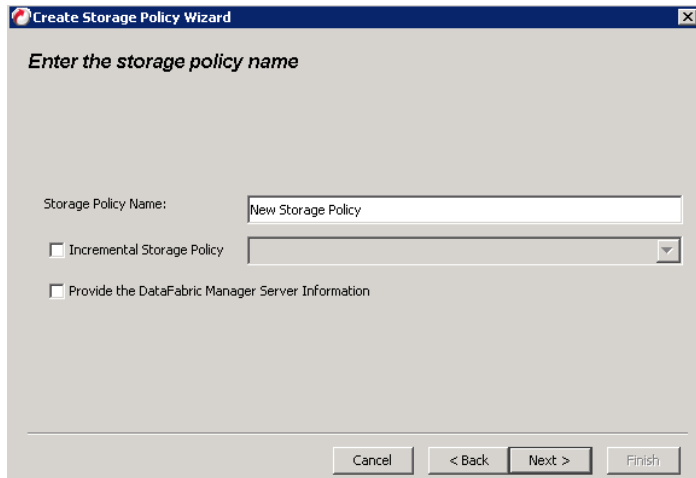 Create Storage Policy Wizard
Enter the storage policy name
Storage Policy Name: New Storage Policy
Incremental Storage Policy
Provide the DataFabric Manager Server Information
Cancel < Back Next > Finish